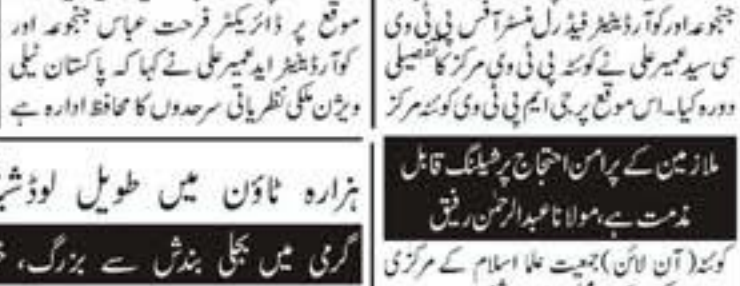 جنجوعہ اور کوآرڈینیٹر فیڈرل منسٹر آفس پی ٹی وی
سی سید عمیر علی نے کوئٹہ پی ٹی وی مرکز کا تفصیلی
دورہ کیا۔ اس موقع پر جی ایم پی ٹی وی کوئٹہ مرکز
ملازمین کے پرامن احتجاج پر شیلنگ قابل
مذمت ہے، مولانا عبدالرحمٰن رفیق
کوئٹہ( آن لائن )جمعیت علما اسلام کے مرکزی
موقع پر ڈائریکٹر فرحت عباس جنجوعہ اور
کوآرڈینیٹر اید عمیر علی نے کہا کہ پاکستان ٹیلی
ویژن ملکی نظریاتی سرحدوں کا محافظ ادارہ ہے
ہزارہ ٹاؤن میں طویل لوڈش
گرمی میں بجلی بندش سے بزرگ،